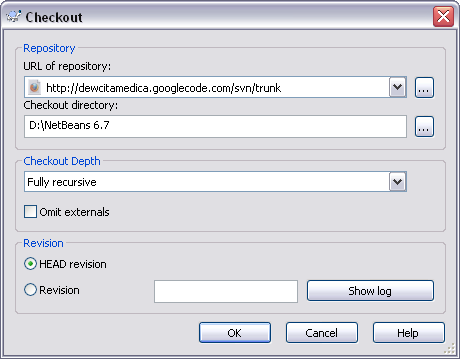 Checkout
Repository
URL of repository:
http://dewcitamedica.googlecode.com/svn/trunk
...
Checkout directory:
D:\NetBeans 6.7
...
Checkout Depth
Fully recursive
Omit externals
Revision
HEAD revision
Revision
Show log
OK
Cancel
Help